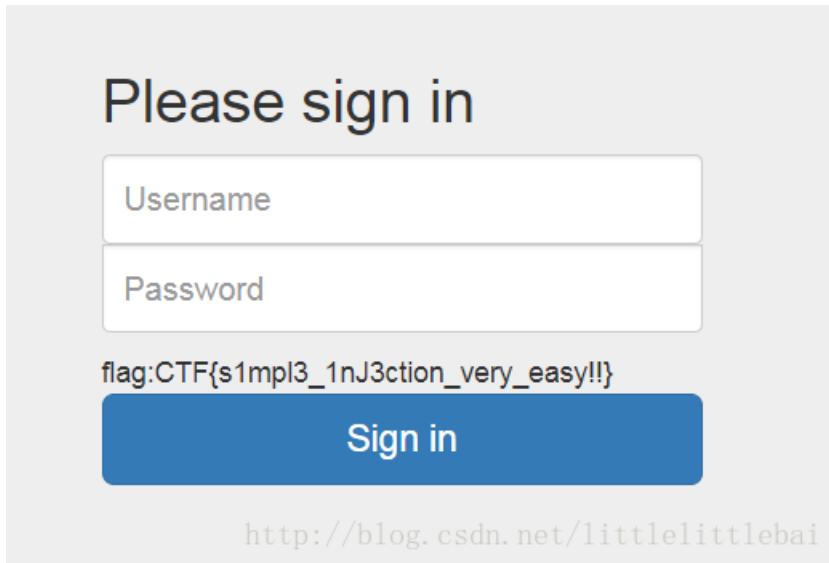 Please sign in
Username
Password
flag:CTF{s1mpl3_1nJ3ction_very_easy!!}
Sign in
http://blog.csdn.net/littlelittlebai